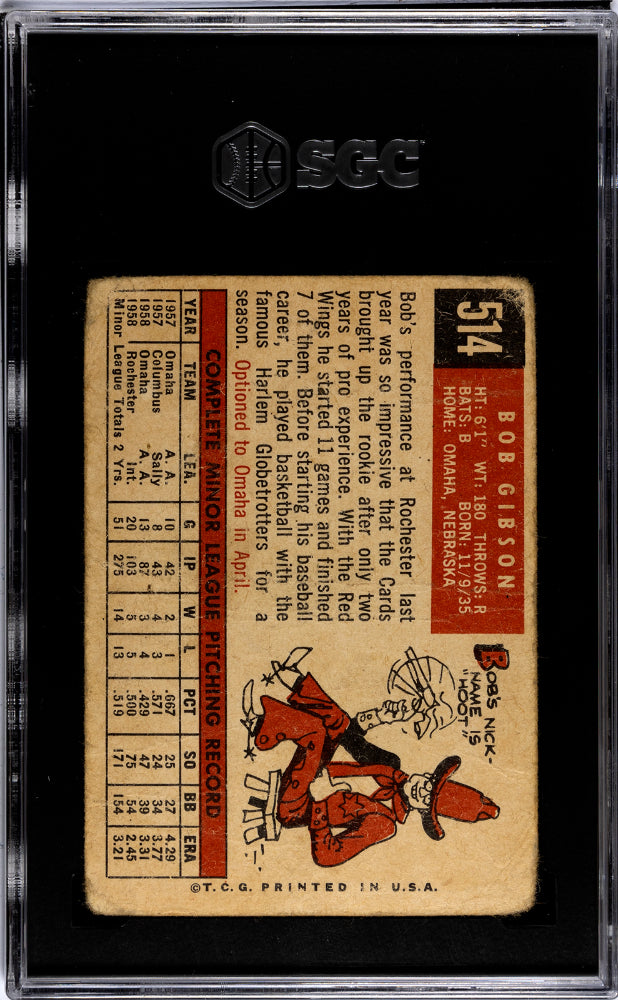 SGC
514
BOB GIBSON
HT: 6'1" WT: 180 THROWS: R
BATS: B BORN: 11/9/35
HOME: OMAHA, NEBRASKA
Bob's performance at Rochester last
year was so impressive that the Cards
brought up the rookie after only two
years of pro experience. With the Red
Wings he started 11 games and finished
7 of them. Before starting his baseball
career, he played basketball with the
famous Harlem Globetrotters for a
season. Optioned to Omaha in April.
BOB'S NICK-
NAME IS
"HOOT"
COMPLETE MINOR LEAGUE PITCHING RECORD
YEAR TEAM LEA. G IP W L PCT SO BB ERA
1957 Omaha A. A. 10 42 2 1 .667 25 27 4.29
1957 Columbus Sally 8 43 4 3 .571 24 34 3.77
1958 Omaha A. A. 13 87 3 4 .429 47 39 3.31
1958 Rochester Int. 20 103 5 5 .500 75 54 2.45
Minor League Totals 2 Yrs. 51 275 14 13 .519 171 154 3.21
©T.C.G. PRINTED IN U.S.A.